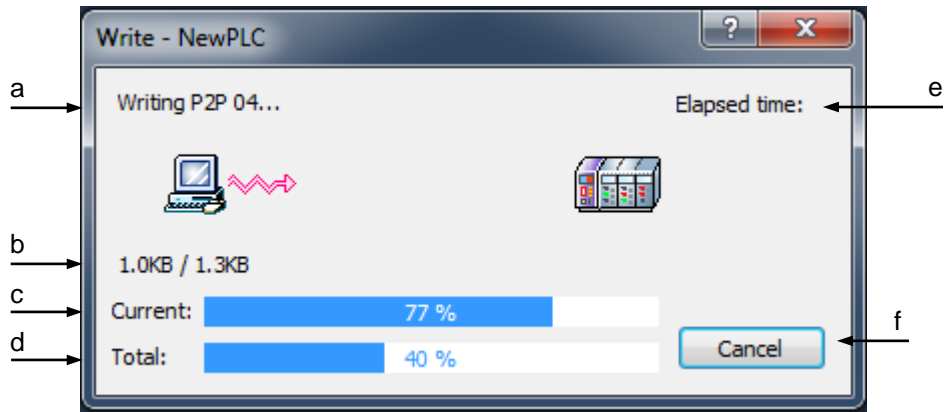 Write - NewPLC
?
X
a
Writing P2P 04...
Elapsed time:
e
b
1.0KB / 1.3KB
c
Current:
77 %
f
d
Total:
40 %
Cancel